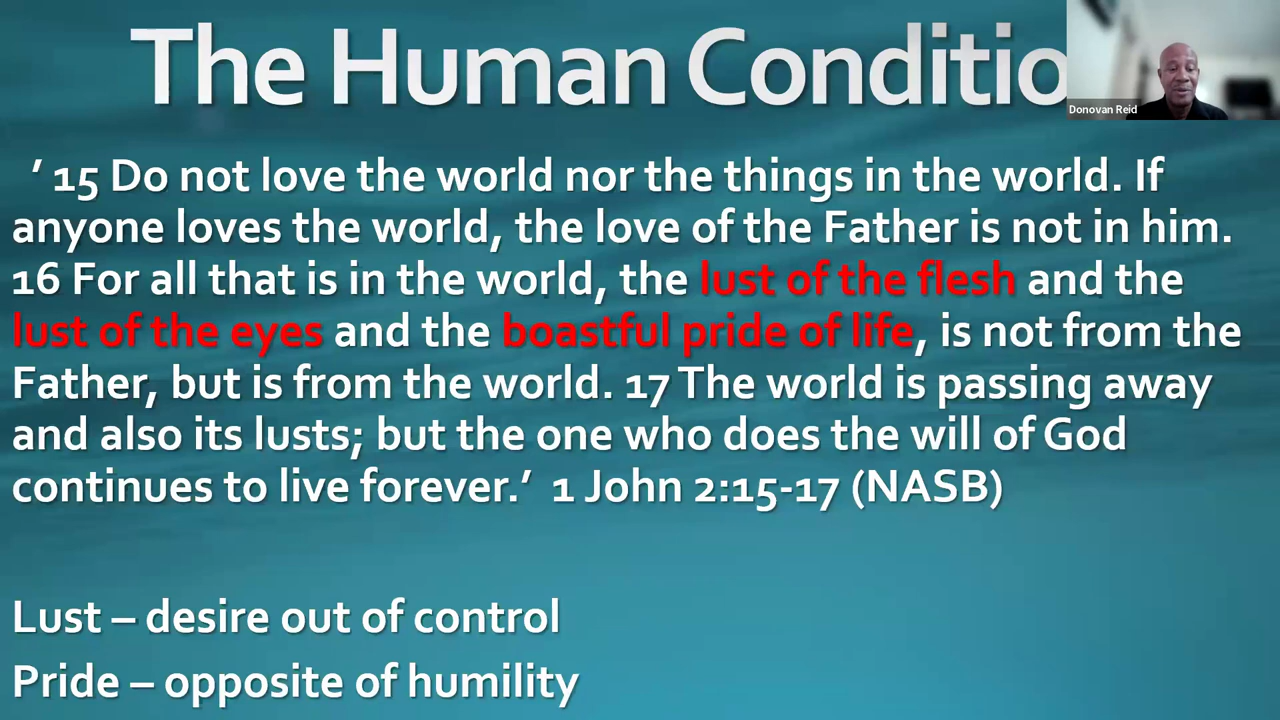 The Human Conditio
Donovan Reid
’ 15 Do not love the world nor the things in the world. If
anyone loves the world, the love of the Father is not in him.
16 For all that is in the world, the lust of the flesh and the
lust of the eyes and the boastful pride of life, is not from the
Father, but is from the world. 17 The world is passing away
and also its lusts; but the one who does the will of God
continues to live forever.’ 1 John 2:15-17 (NASB)
Lust – desire out of control
Pride – opposite of humility